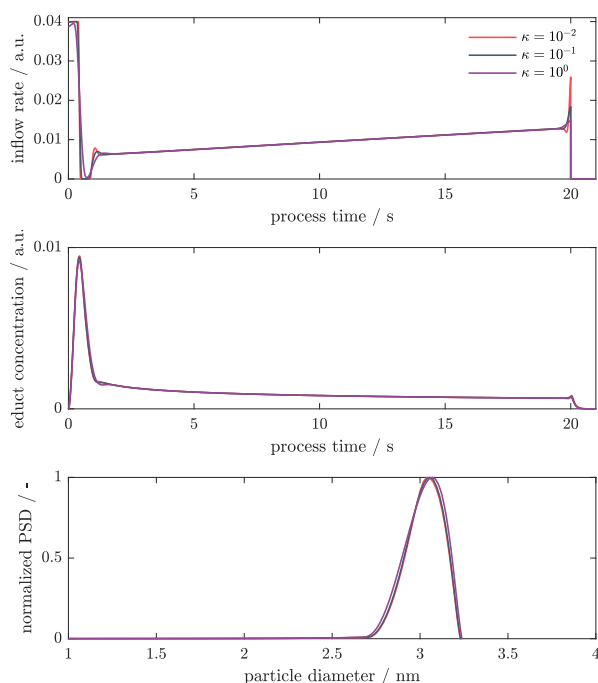 inflow rate / a.u.
0.04
0.03
0.02
0.01
0
κ = 10⁻²
κ = 10⁻¹
κ = 10⁰
0 5 10 15 20
process time / s
educt concentration / a.u.
0.01
0
0 5 10 15 20
process time / s
normalized PSD / -
1
0.5
0
1 1.5 2 2.5 3 3.5 4
particle diameter / nm